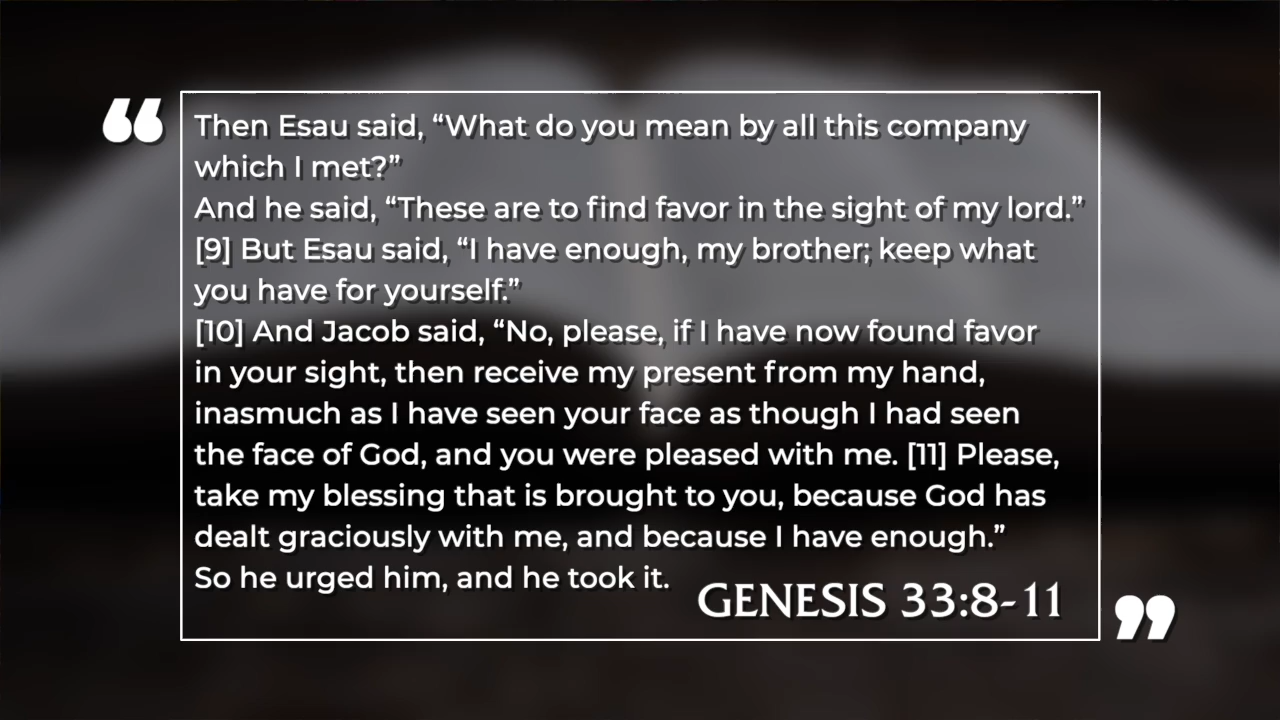 “
Then Esau said, “What do you mean by all this company
which I met?”
And he said, “These are to find favor in the sight of my lord.”
[9] But Esau said, “I have enough, my brother; keep what
you have for yourself.”
[10] And Jacob said, “No, please, if I have now found favor
in your sight, then receive my present from my hand,
inasmuch as I have seen your face as though I had seen
the face of God, and you were pleased with me. [11] Please,
take my blessing that is brought to you, because God has
dealt graciously with me, and because I have enough.”
So he urged him, and he took it.
GENESIS 33:8-11
”